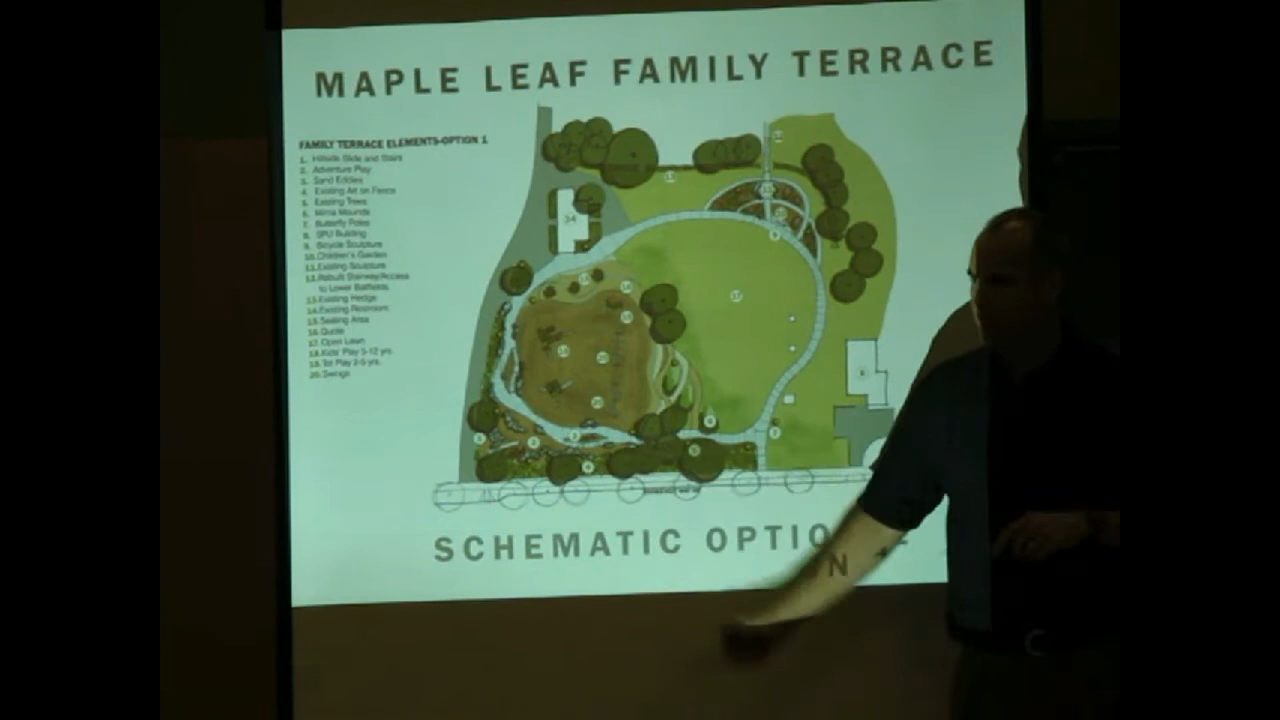 MAPLE LEAF FAMILY TERRACE
FAMILY TERRACE ELEMENTS-OPTION 1
1. Hillside Slide and Stairs
2. Adventure Play
3. Sand Eddies
4. Existing Art on Fence
5. Existing Trees
6. Mima Mounds
7. Butterfly Poles
8. SPU Building
9. Bicycle Sculpture
10. Children's Garden
11. Existing Sculpture
12. Rebuilt Stairway/Access
to Lower Ballfields
13. Existing Hedge
14. Existing Restroom
15. Seating Area
16. Quote
17. Open Lawn
18. Kids' Play 5-12 yrs.
19. Tot Play 2-5 yrs.
20. Swings
SCHEMATIC OPTION